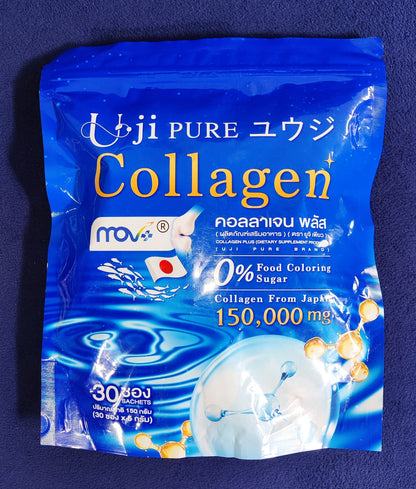 Uji PURE ユウジ
Collagen
คอลลาเจน พลัส
( ผลิตภัณฑ์เสริมอาหาร ) ( ตรา ยูจิ เพียว )
COLLAGEN PLUS (DIETARY SUPPLEMENT PRODUCT)
(UJI PURE BRAND)
mov ®
0% Food Coloring
Sugar
Collagen From Japan
150,000 mg
30 ซอง
SACHETS
ปริมาณสุทธิ 150 กรัม
(30 ซอง x 5 กรัม)